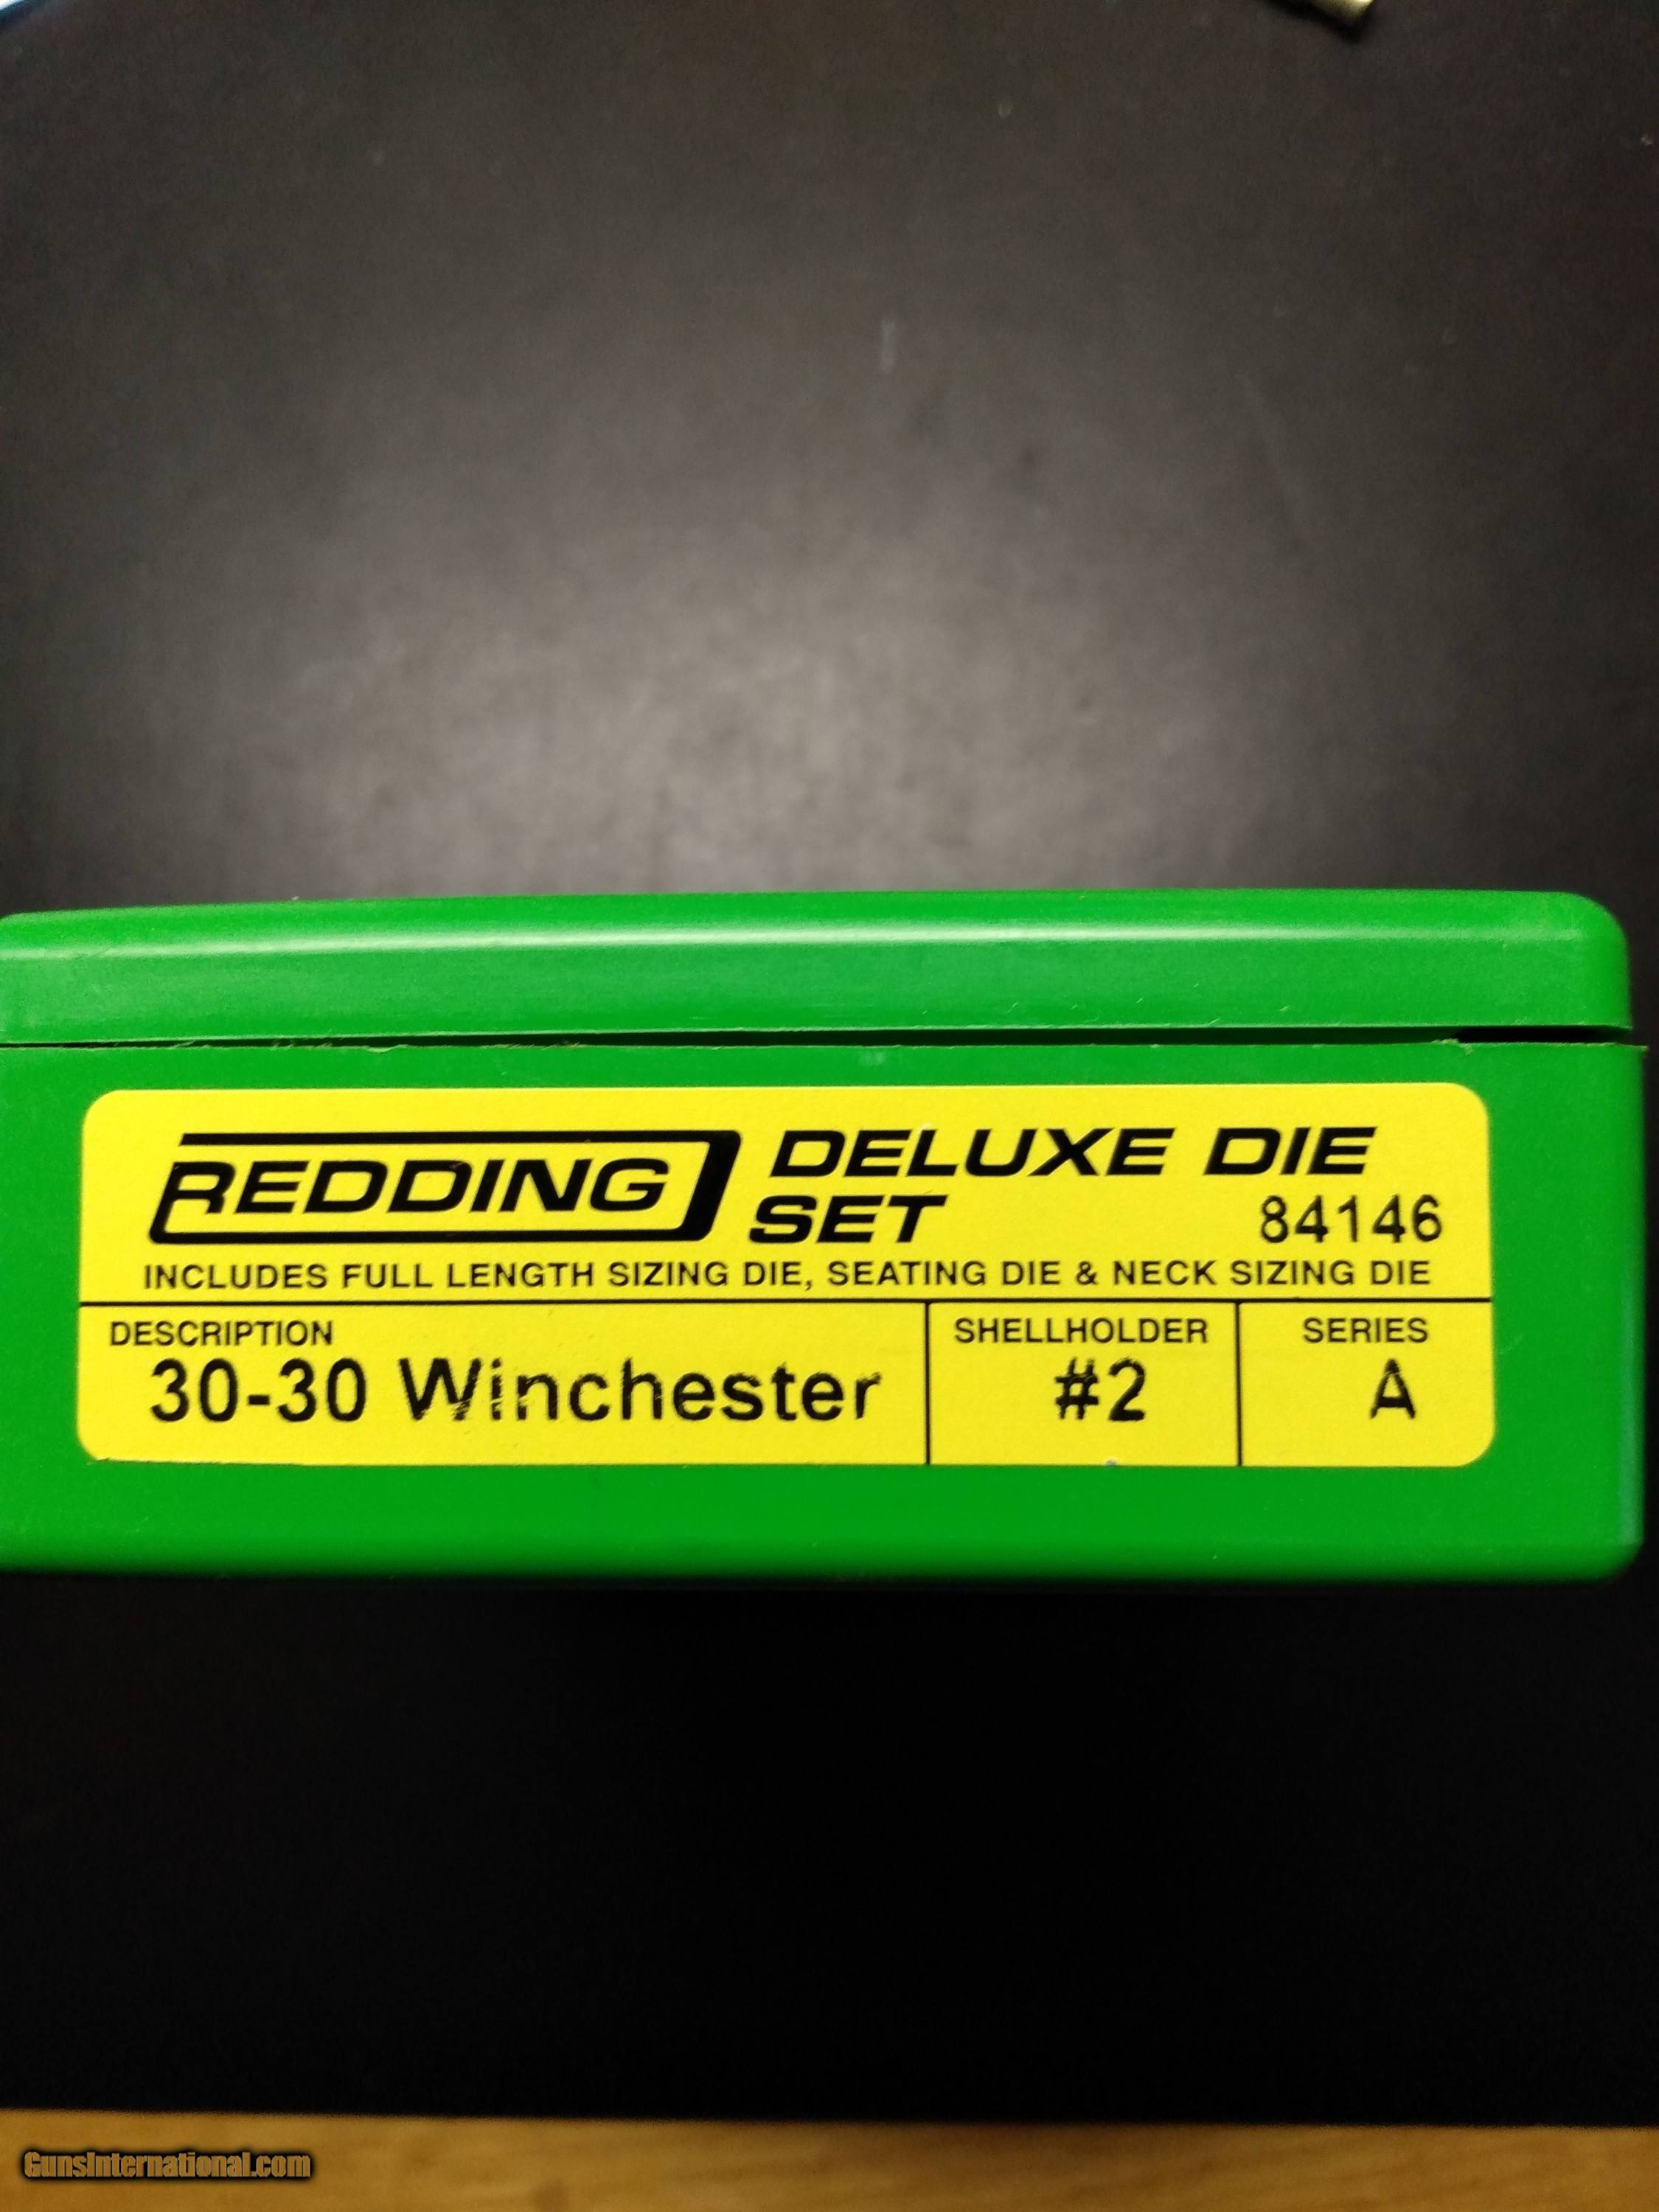 REDDING DELUXE DIE
SET 84146
INCLUDES FULL LENGTH SIZING DIE, SEATING DIE & NECK SIZING DIE
DESCRIPTION SHELLHOLDER SERIES
30-30 Winchester #2 A
GunsInternational.com